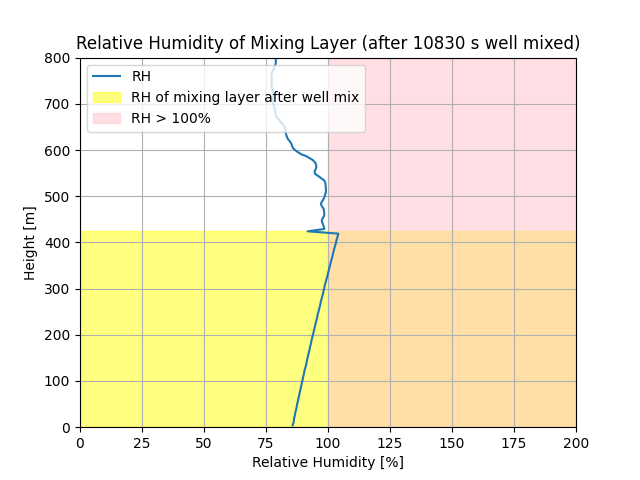 Relative Humidity of Mixing Layer (after 10830 s well mixed)
RH
RH of mixing layer after well mix
RH > 100%
800
700
600
500
400
300
200
100
0
Height [m]
0 25 50 75 100 125 150 175 200
Relative Humidity [%]